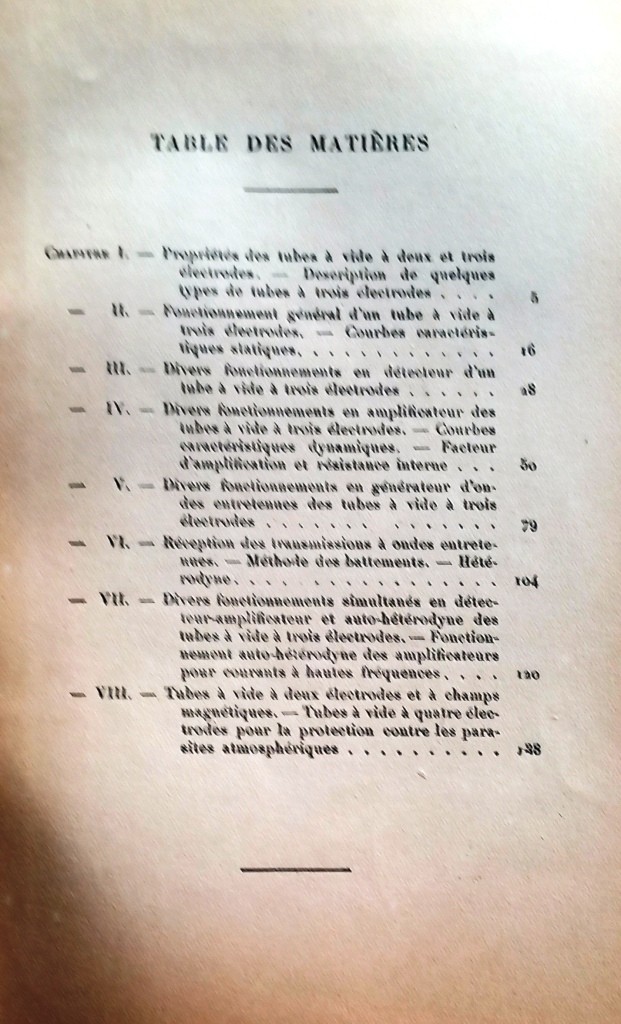 TABLE DES MATIÈRES
CHAPITRE I. — Propriétés des tubes à vide à deux et trois
électrodes. — Description de quelques
types de tubes à trois électrodes . . . . 5
— II. — Fonctionnement général d'un tube à vide à
trois électrodes. — Courbes caractéris-
tiques statiques. . . . . . . . . . . . . 16
— III. — Divers fonctionnements en détecteur d'un
tube à vide à trois électrodes . . . . . . 28
— IV. — Divers fonctionnements en amplificateur des
tubes à vide à trois électrodes. — Courbes
caractéristiques dynamiques. — Facteur
d'amplification et résistance interne . . . 50
— V. — Divers fonctionnements en générateur d'on-
des entretennes des tubes à vide à trois
électrodes . . . . . . . . . . . . . 79
— VI. — Réception des transmissions à ondes entrete-
nues. — Méthode des battements. — Hété-
rodyne. . . . . . . . . . . . . . . . 104
— VII. — Divers fonctionnements simultanés en détec-
teur-amplificateur et auto-hétérodyne des
tubes à vide à trois électrodes. — Fonction-
nement auto-hétérodyne des amplificateurs
pour courants à hautes fréquences. . . . 120
— VIII. — Tubes à vide à deux électrodes et à champs
magnétiques. — Tubes à vide à quatre élec-
trodes pour la protection contre les para-
sites atmosphériques . . . . . . . . . . 138